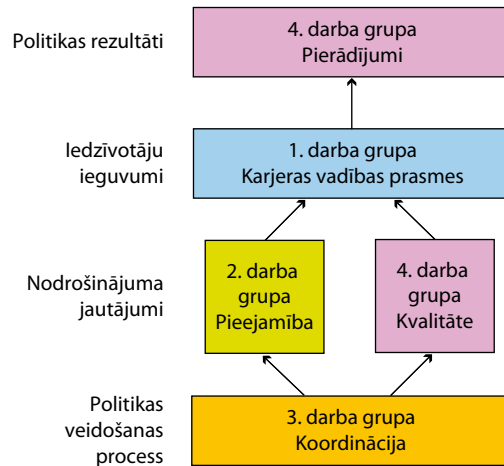 Politikas rezultāti
4. darba grupa
Pierādījumi
Iedzīvotāju
ieguvumi
1. darba grupa
Karjeras vadības prasmes
Nodrošinājuma
jautājumi
2. darba
grupa
Pieejamība
4. darba
grupa
Kvalitāte
Politikas
veidošanas
process
3. darba grupa
Koordinācija